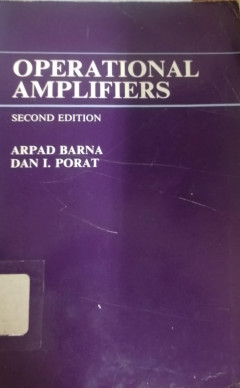 OPERATIONAL
AMPLIFIERS
SECOND EDITION
ARPAD BARNA
DAN I. PORAT